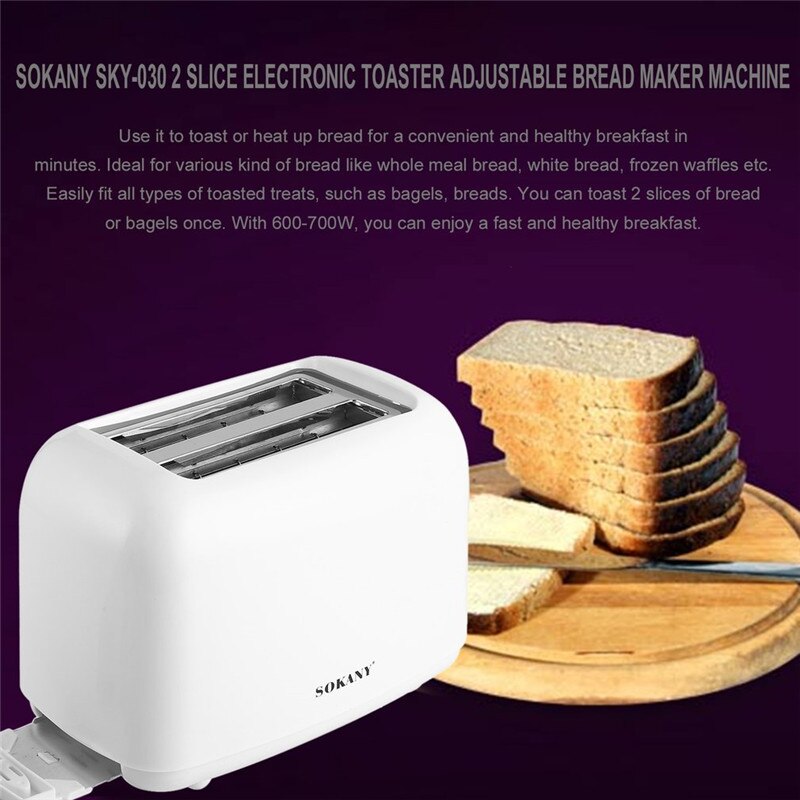 SOKANY SKY-030 2 SLICE ELECTRONIC TOASTER ADJUSTABLE BREAD MAKER MACHINE
Use it to toast or heat up bread for a convenient and healthy breakfast in
minutes. Ideal for various kind of bread like whole meal bread, white bread, frozen waffles etc.
Easily fit all types of toasted treats, such as bagels, breads. You can toast 2 slices of bread
or bagels once. With 600-700W, you can enjoy a fast and healthy breakfast.
SOKANY